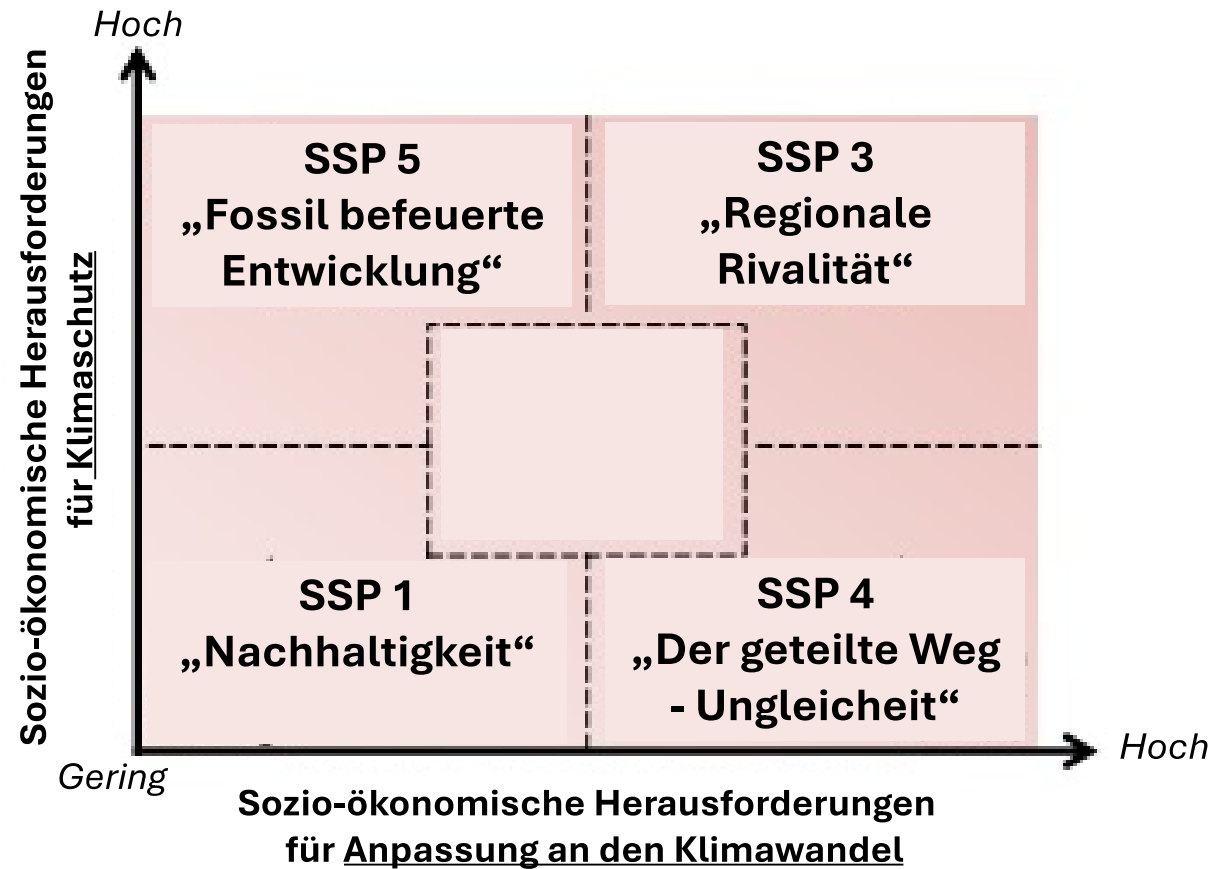 Hoch
Sozio-ökonomische Herausforderungen
für Klimaschutz
SSP 5
„Fossil befeuerte
Entwicklung“
SSP 3
„Regionale
Rivalität“
SSP 1
„Nachhaltigkeit“
SSP 4
„Der geteilte Weg
- Ungleicheit“
Gering
Hoch
Sozio-ökonomische Herausforderungen
für Anpassung an den Klimawandel